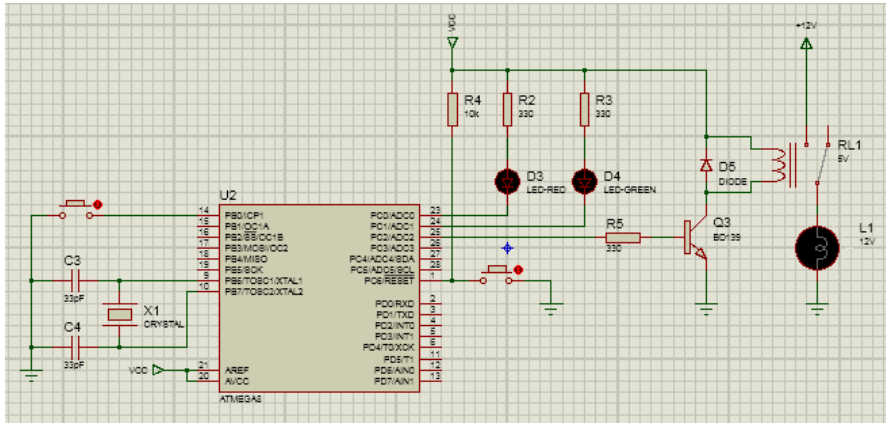 VCC
+12V
R4
10k
R2
330
R3
330
RL1
5V
D3
LED-RED
D4
LED-GREEN
D5
DIODE
U2
14 PB0/ICP1 PC0/ADC0 23
15 PB1/OC1A PC1/ADC1 24
16 PB2/SS/OC1B PC2/ADC2 25
17 PB3/MOSI/OC2 PC3/ADC3 26
18 PB4/MISO PC4/ADC4/SDA 27
19 PB5/SCK PC5/ADC5/SCL 28
9 PB6/TOSC1/XTAL1 PC6/RESET 1
10 PB7/TOSC2/XTAL2
PD0/RXD 2
PD1/TXD 3
PD2/INT0 4
PD3/INT1 5
PD4/T0/XCK 6
PD5/T1 11
21 AREF PD6/AIN0 12
20 AVCC PD7/AIN1 13
ATMEGA8
R5
330
Q3
BD139
L1
12V
C3
33pF
X1
CRYSTAL
C4
33pF
VCC